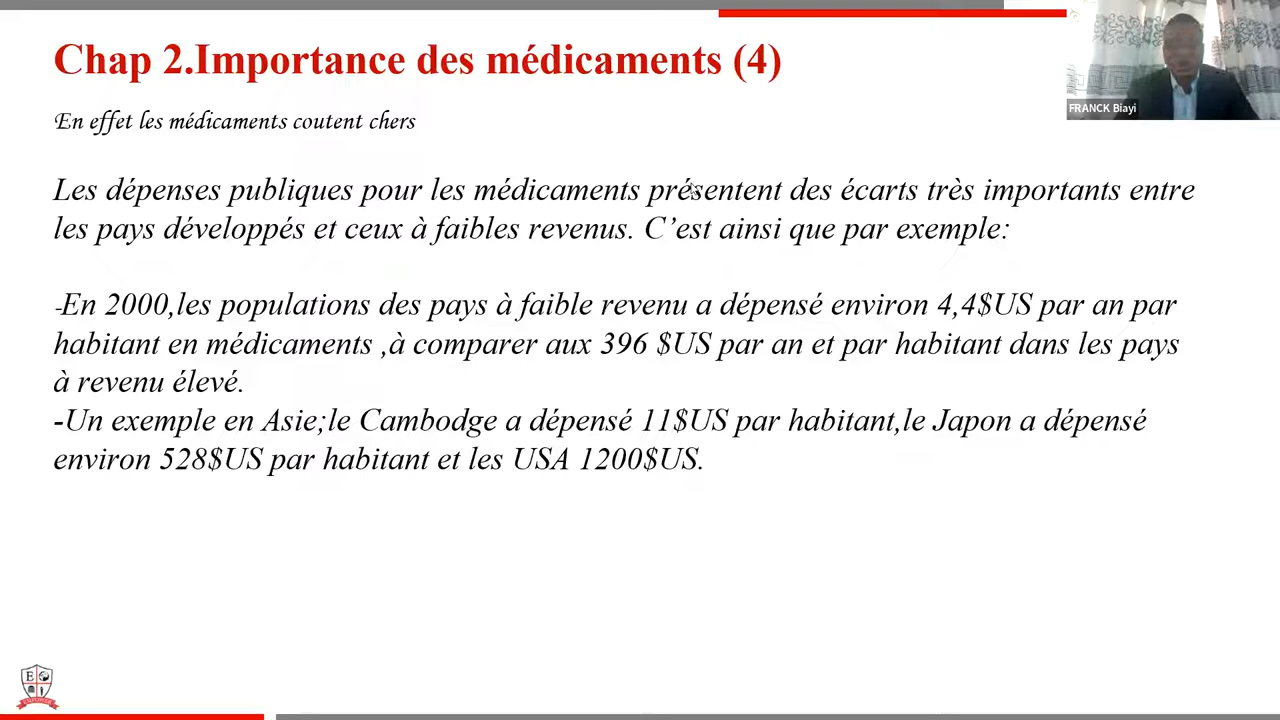 Chap 2.Importance des médicaments (4)
FRANCK Biayi
En effet les médicaments coutent chers
Les dépenses publiques pour les médicaments présentent des écarts très importants entre
les pays développés et ceux à faibles revenus. C’est ainsi que par exemple:
-En 2000,les populations des pays à faible revenu a dépensé environ 4,4$US par an par
habitant en médicaments ,à comparer aux 396 $US par an et par habitant dans les pays
à revenu élevé.
-Un exemple en Asie;le Cambodge a dépensé 11$US par habitant,le Japon a dépensé
environ 528$US par habitant et les USA 1200$US.
E